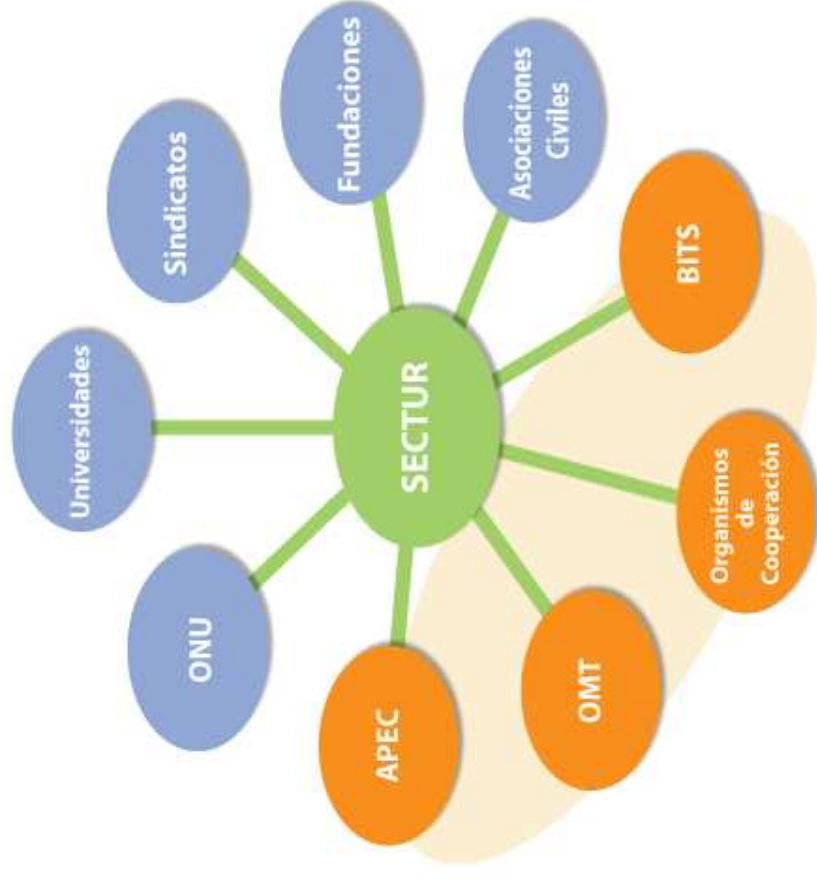 ONU
Universidades
Sindicatos
Fundaciones
Asociaciones
Civiles
SECTUR
APEC
OMT
Organismos
de
Cooperación
BITS